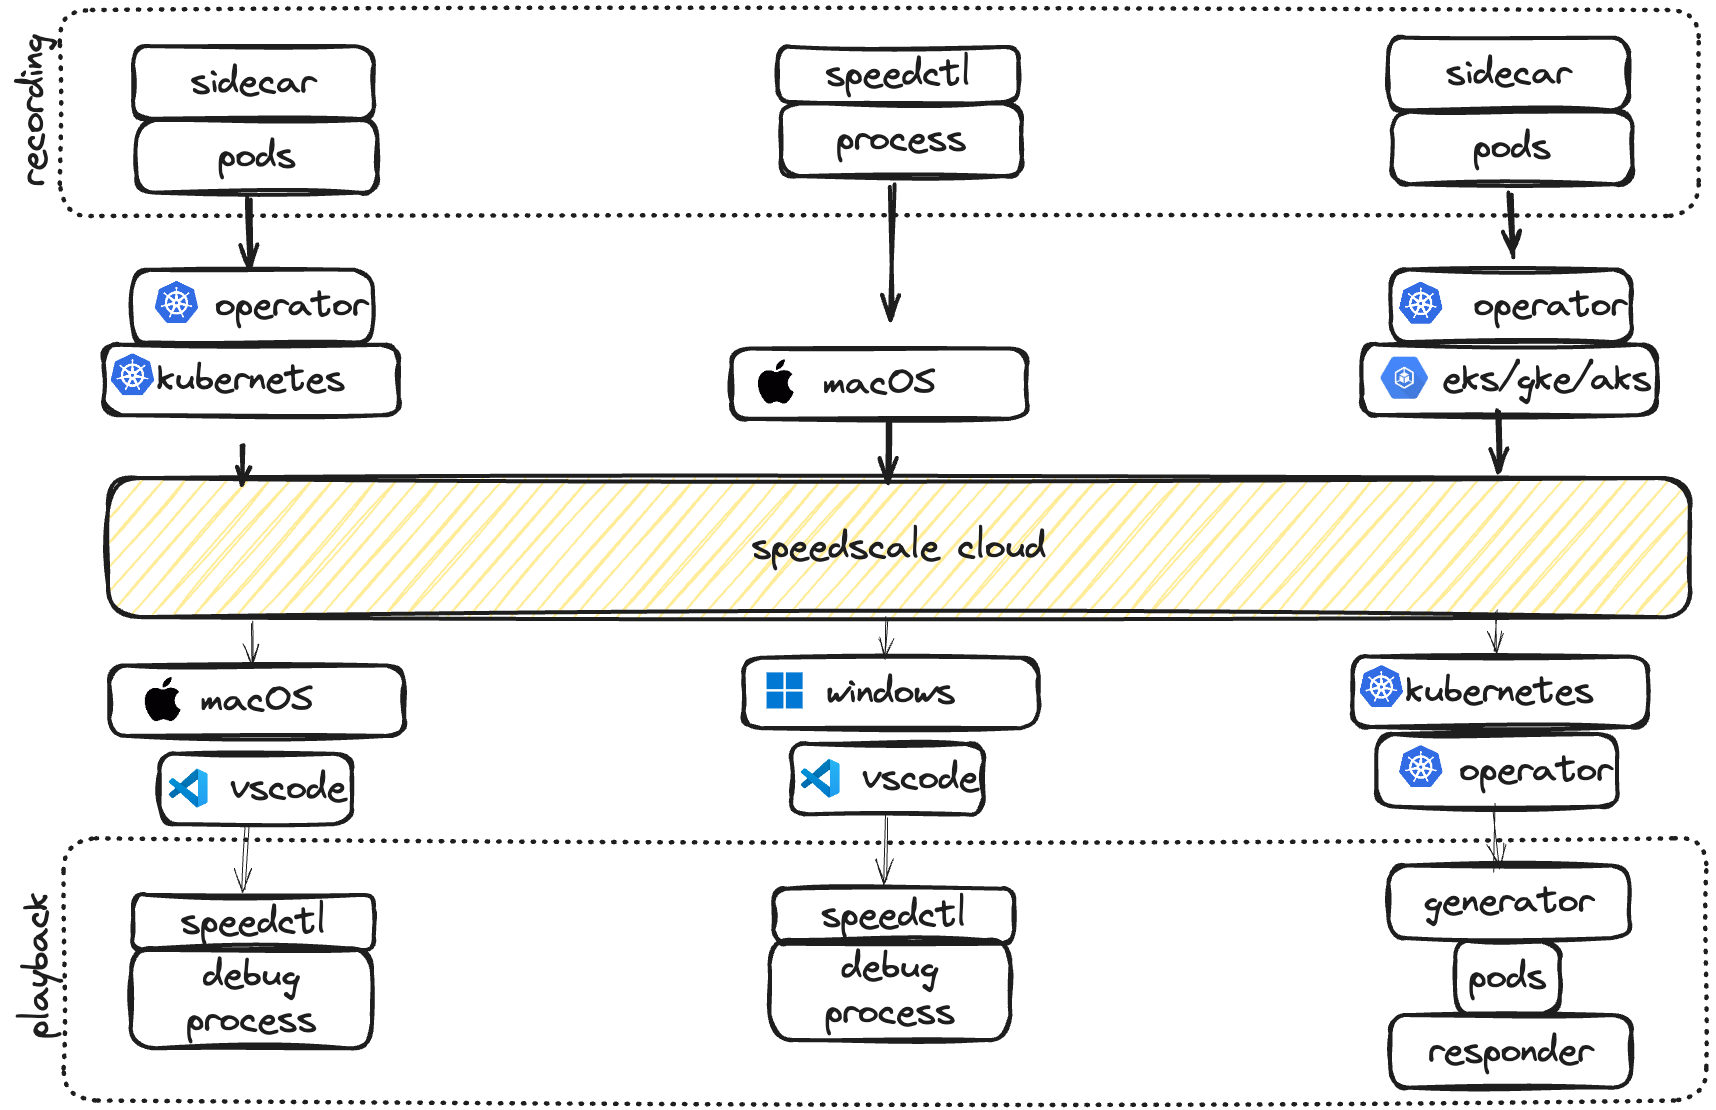 recording
sidecar
pods
speedctl
process
sidecar
pods
operator
kubernetes
macOS
operator
eks/gke/aks
speedscale cloud
macOS
vscode
windows
vscode
kubernetes
operator
playback
speedctl
debug
process
speedctl
debug
process
generator
pods
responder